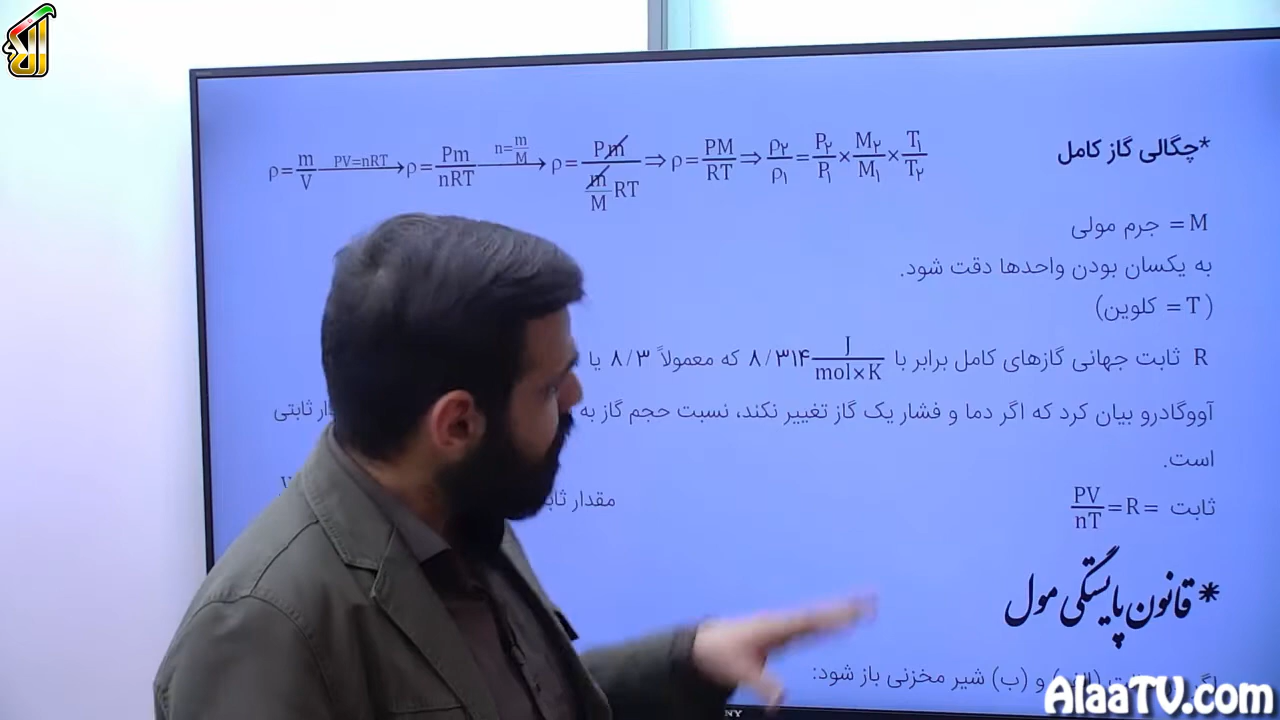 آلاء
*چگالی گاز کامل
ρ=m/V —PV=nRT→ ρ=Pm/nRT —n=m/M→ ρ=Pm/(m/M RT) ⇒ ρ=PM/RT ⇒ ρ۲/ρ۱=P۲/P۱×M۲/M۱×T۱/T۲
M = جرم مولی
به یکسان بودن واحدها دقت شود.
(T = کلوین)
R ثابت جهانی گازهای کامل برابر با ۸/۳۱۴ J/mol×K که معمولاً ۸/۳ یا
آووگادرو بیان کرد که اگر دما و فشار یک گاز تغییر نکند، نسبت حجم گاز به ثابتی
است.
PV/nT=R= ثابت
مقدار
* قانون پایستگی مول
و (ب) شیر مخزنی باز شود:
AlaaTV.com